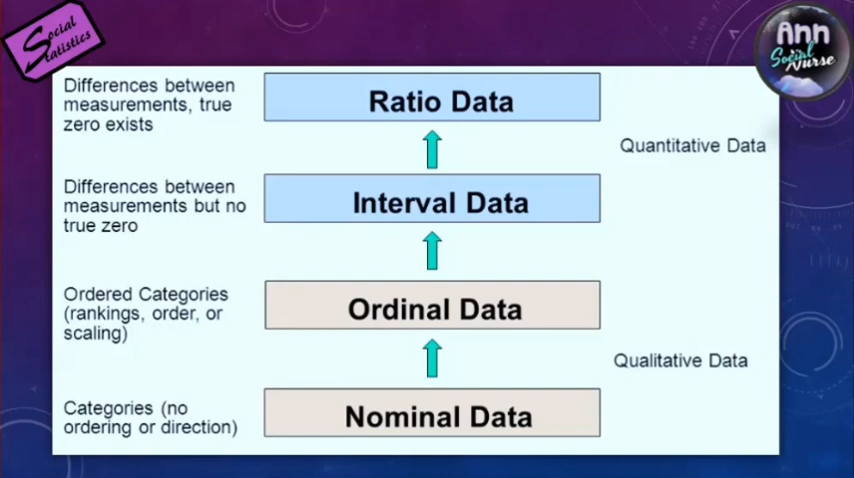 Social
Statistics
Ann
Social
Nurse
Differences between
measurements, true
zero exists
Ratio Data
Quantitative Data
Differences between
measurements but no
true zero
Interval Data
Ordered Categories
(rankings, order, or
scaling)
Ordinal Data
Qualitative Data
Categories (no
ordering or direction)
Nominal Data